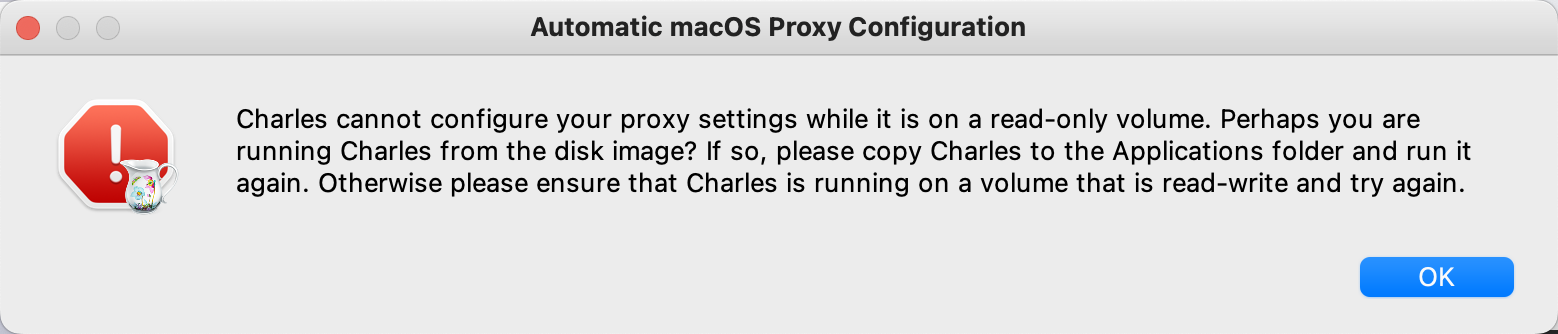 Automatic macOS Proxy Configuration
Charles cannot configure your proxy settings while it is on a read-only volume. Perhaps you are
running Charles from the disk image? If so, please copy Charles to the Applications folder and run it
again. Otherwise please ensure that Charles is running on a volume that is read-write and try again.
OK